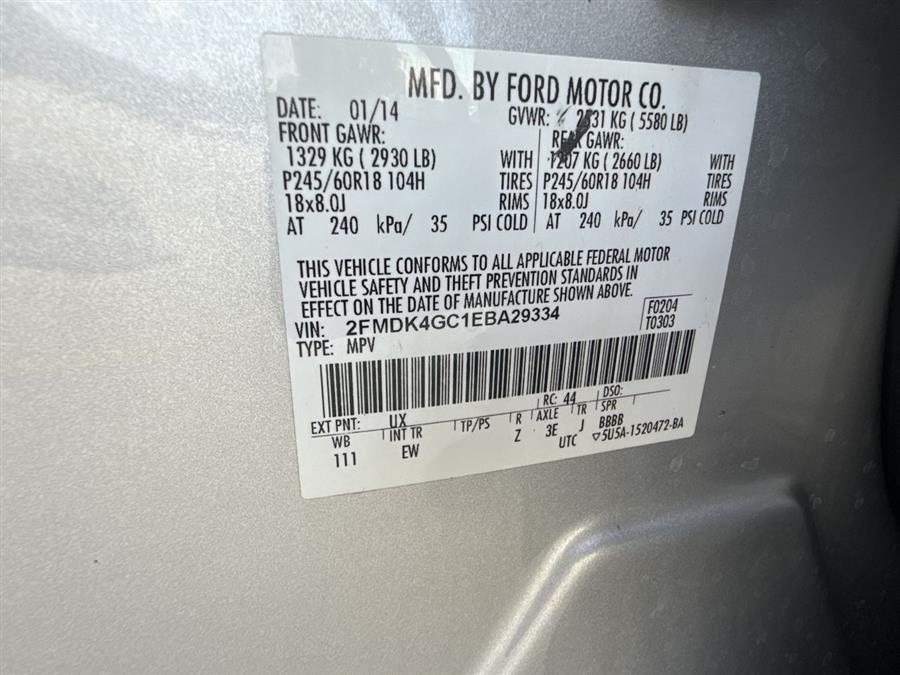 MFD. BY FORD MOTOR CO.
DATE: 01/14 GVWR: 2531 KG ( 5580 LB)
FRONT GAWR: REAR GAWR:
1329 KG ( 2930 LB) WITH 1207 KG ( 2660 LB) WITH
P245/60R18 104H TIRES P245/60R18 104H TIRES
18x8.0J RIMS 18x8.0J RIMS
AT 240 kPa/ 35 PSI COLD AT 240 kPa/ 35 PSI COLD
THIS VEHICLE CONFORMS TO ALL APPLICABLE FEDERAL MOTOR
VEHICLE SAFETY AND THEFT PREVENTION STANDARDS IN
EFFECT ON THE DATE OF MANUFACTURE SHOWN ABOVE.
VIN: 2FMDK4GC1EBA29334 F0204
TYPE: MPV T0303
EXT PNT: UX RC: 44 DSO:
WB INT TR TP/PS R AXLE TR SPR
111 EW Z 3E J BBBB
UTC ▽5U5A-1520472-BA